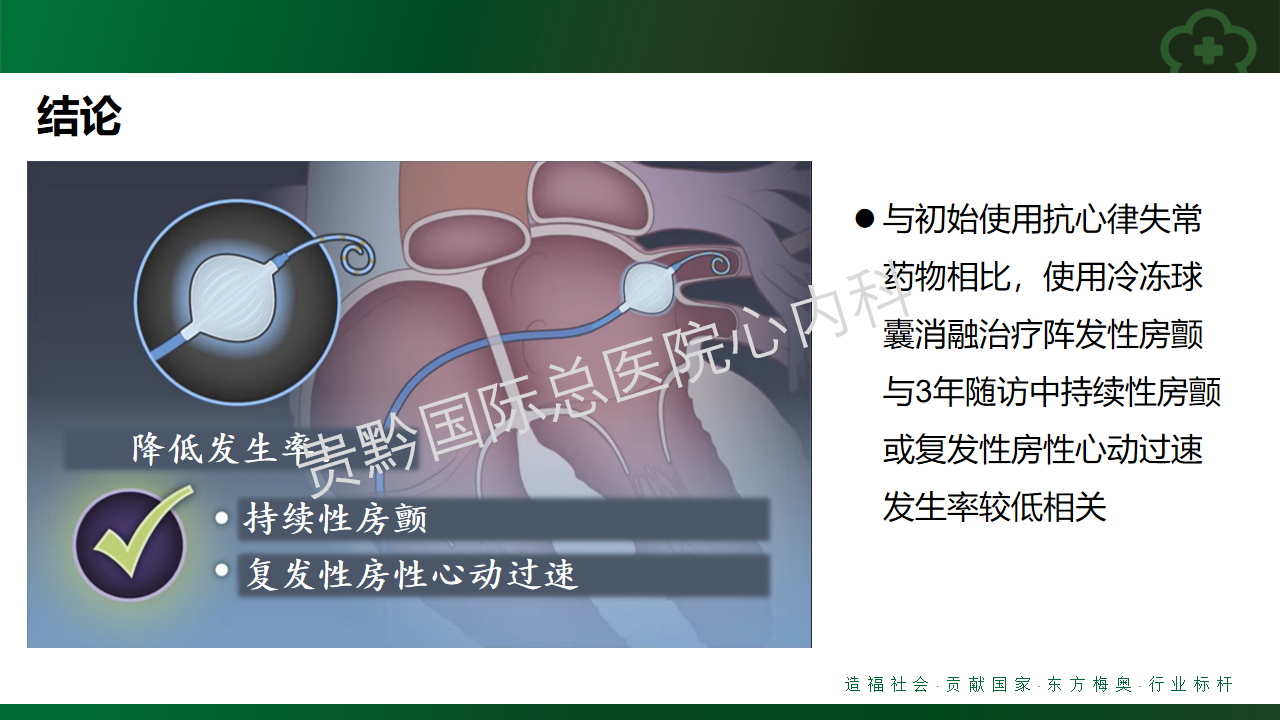 结论
降低发生率：
• 持续性房颤
• 复发性房性心动过速
贵黔国际总医院心内科
● 与初始使用抗心律失常
药物相比，使用冷冻球
囊消融治疗阵发性房颤
与3年随访中持续性房颤
或复发性房性心动过速
发生率较低相关
造福社会·贡献国家·东方梅奥·行业标杆